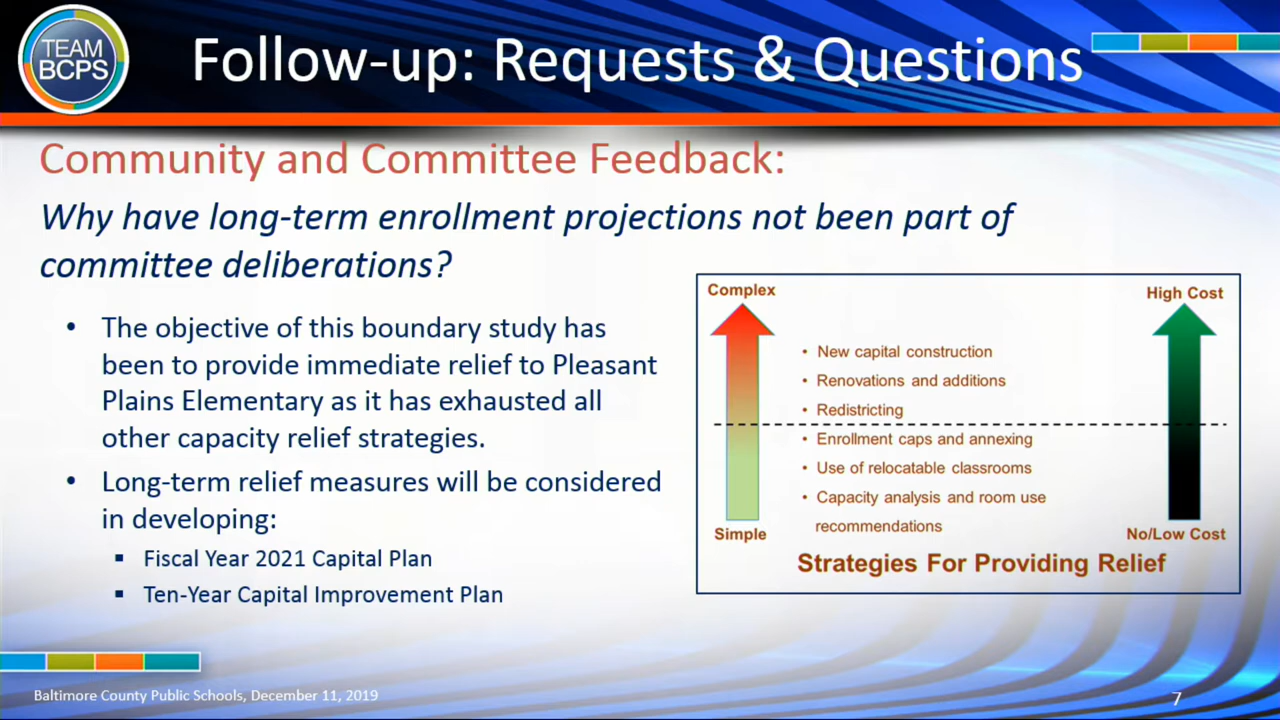 TEAM
BCPS
Follow-up: Requests & Questions
Community and Committee Feedback:
Why have long-term enrollment projections not been part of
committee deliberations?
• The objective of this boundary study has
been to provide immediate relief to Pleasant
Plains Elementary as it has exhausted all
other capacity relief strategies.
• Long-term relief measures will be considered
in developing:
▪ Fiscal Year 2021 Capital Plan
▪ Ten-Year Capital Improvement Plan
Complex
High Cost
• New capital construction
• Renovations and additions
• Redistricting
• Enrollment caps and annexing
• Use of relocatable classrooms
• Capacity analysis and room use
recommendations
Simple
No/Low Cost
Strategies For Providing Relief
Baltimore County Public Schools, December 11, 2019
7